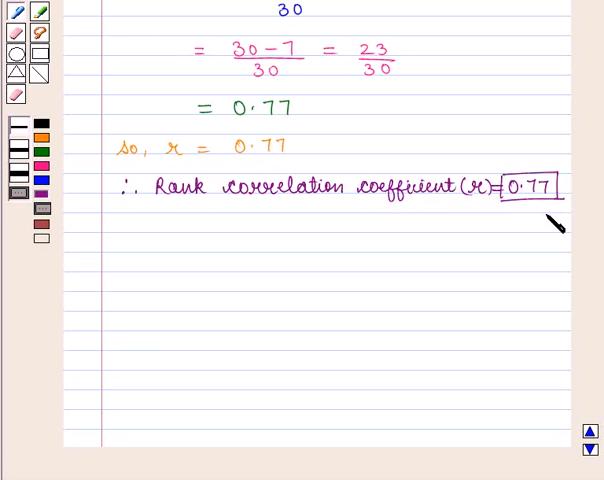 30
= 30 - 7 / 30 = 23 / 30
= 0.77
so, r = 0.77
∴ Rank correlation coefficient (r) = 0.77